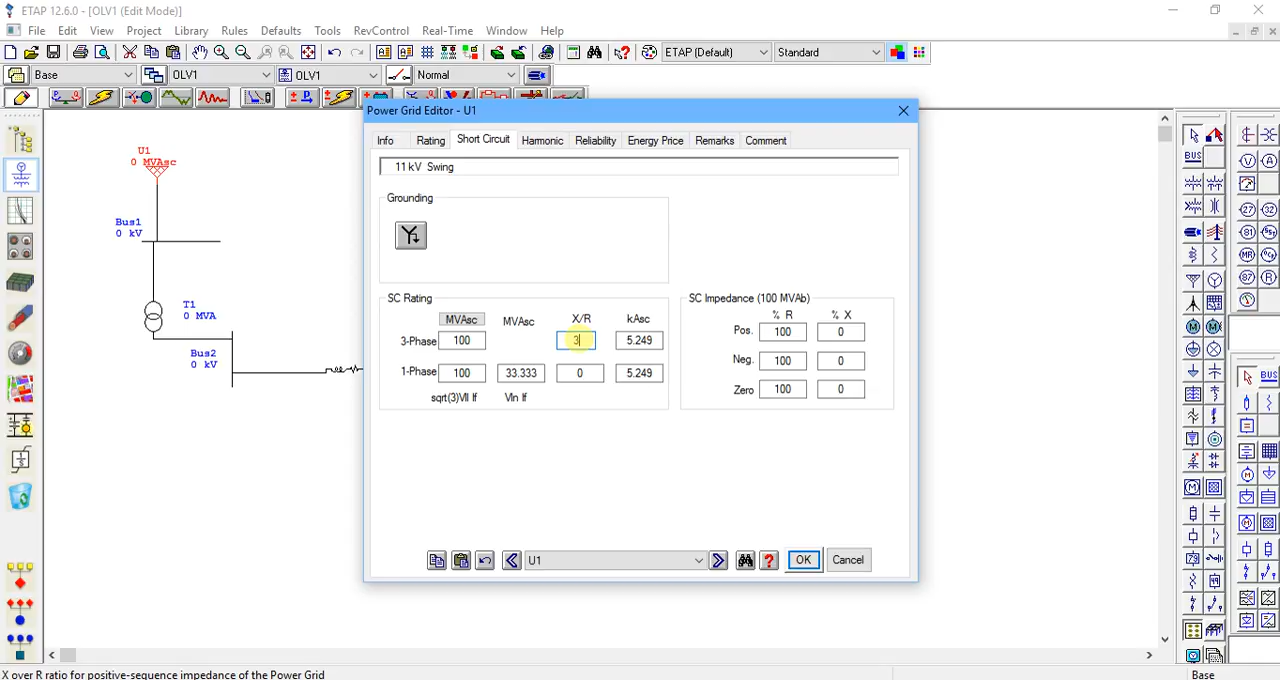 ETAP 12.6.0 - [OLV1 (Edit Mode)]
File Edit View Project Library Rules Defaults Tools RevControl Real-Time Window Help
ETAP (Default) Standard
Base OLV1 OLV1 Normal
Power Grid Editor - U1
Info Rating Short Circuit Harmonic Reliability Energy Price Remarks Comment
11 kV Swing
Grounding
SC Rating
MVAsc MVAsc X/R kAsc
3-Phase 100 3 5.249
1-Phase 100 33.333 0 5.249
sqrt(3)Vll If Vln If
SC Impedance (100 MVAb)
% R % X
Pos. 100 0
Neg. 100 0
Zero 100 0
U1
OK Cancel
U1
0 MVAsc
Bus1
0 kV
T1
0 MVA
Bus2
0 kV
BUS
BUS
X over R ratio for positive-sequence impedance of the Power Grid
Base